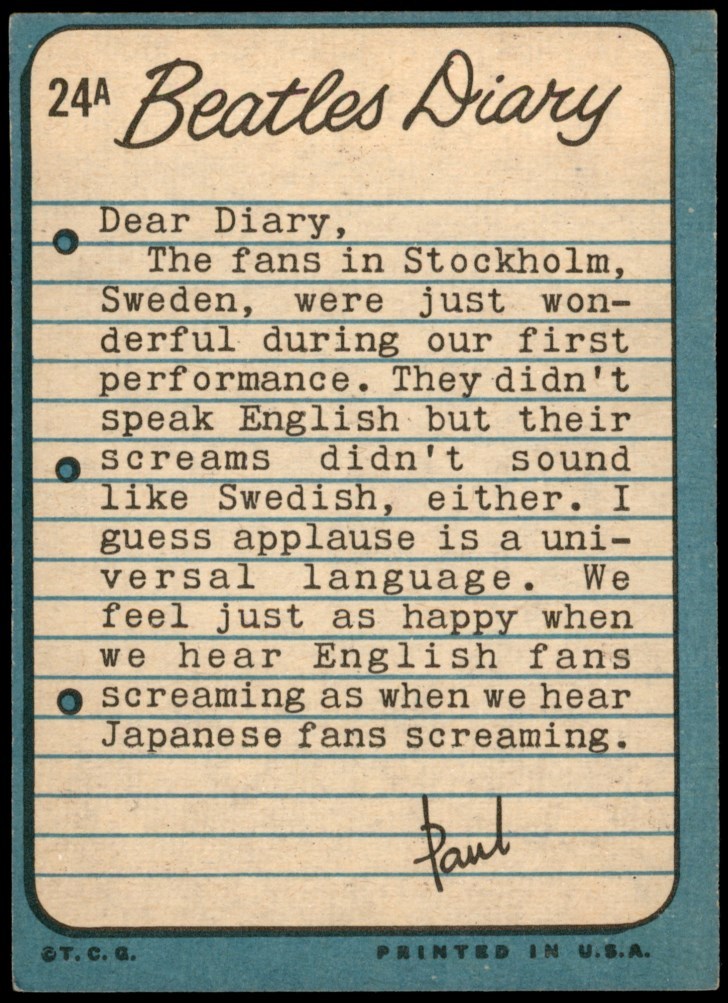 24A Beatles Diary
Dear Diary,
The fans in Stockholm,
Sweden, were just won-
derful during our first
performance. They didn't
speak English but their
screams didn't sound
like Swedish, either. I
guess applause is a uni-
versal language. We
feel just as happy when
we hear English fans
screaming as when we hear
Japanese fans screaming.
Paul
©T.C.G. PRINTED IN U.S.A.